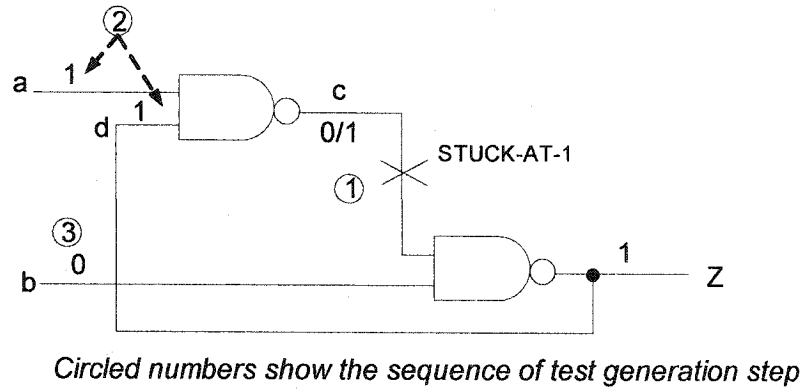 2
a 1
d 1
c
0/1
STUCK-AT-1
1
3
0
b
1
Z
Circled numbers show the sequence of test generation step